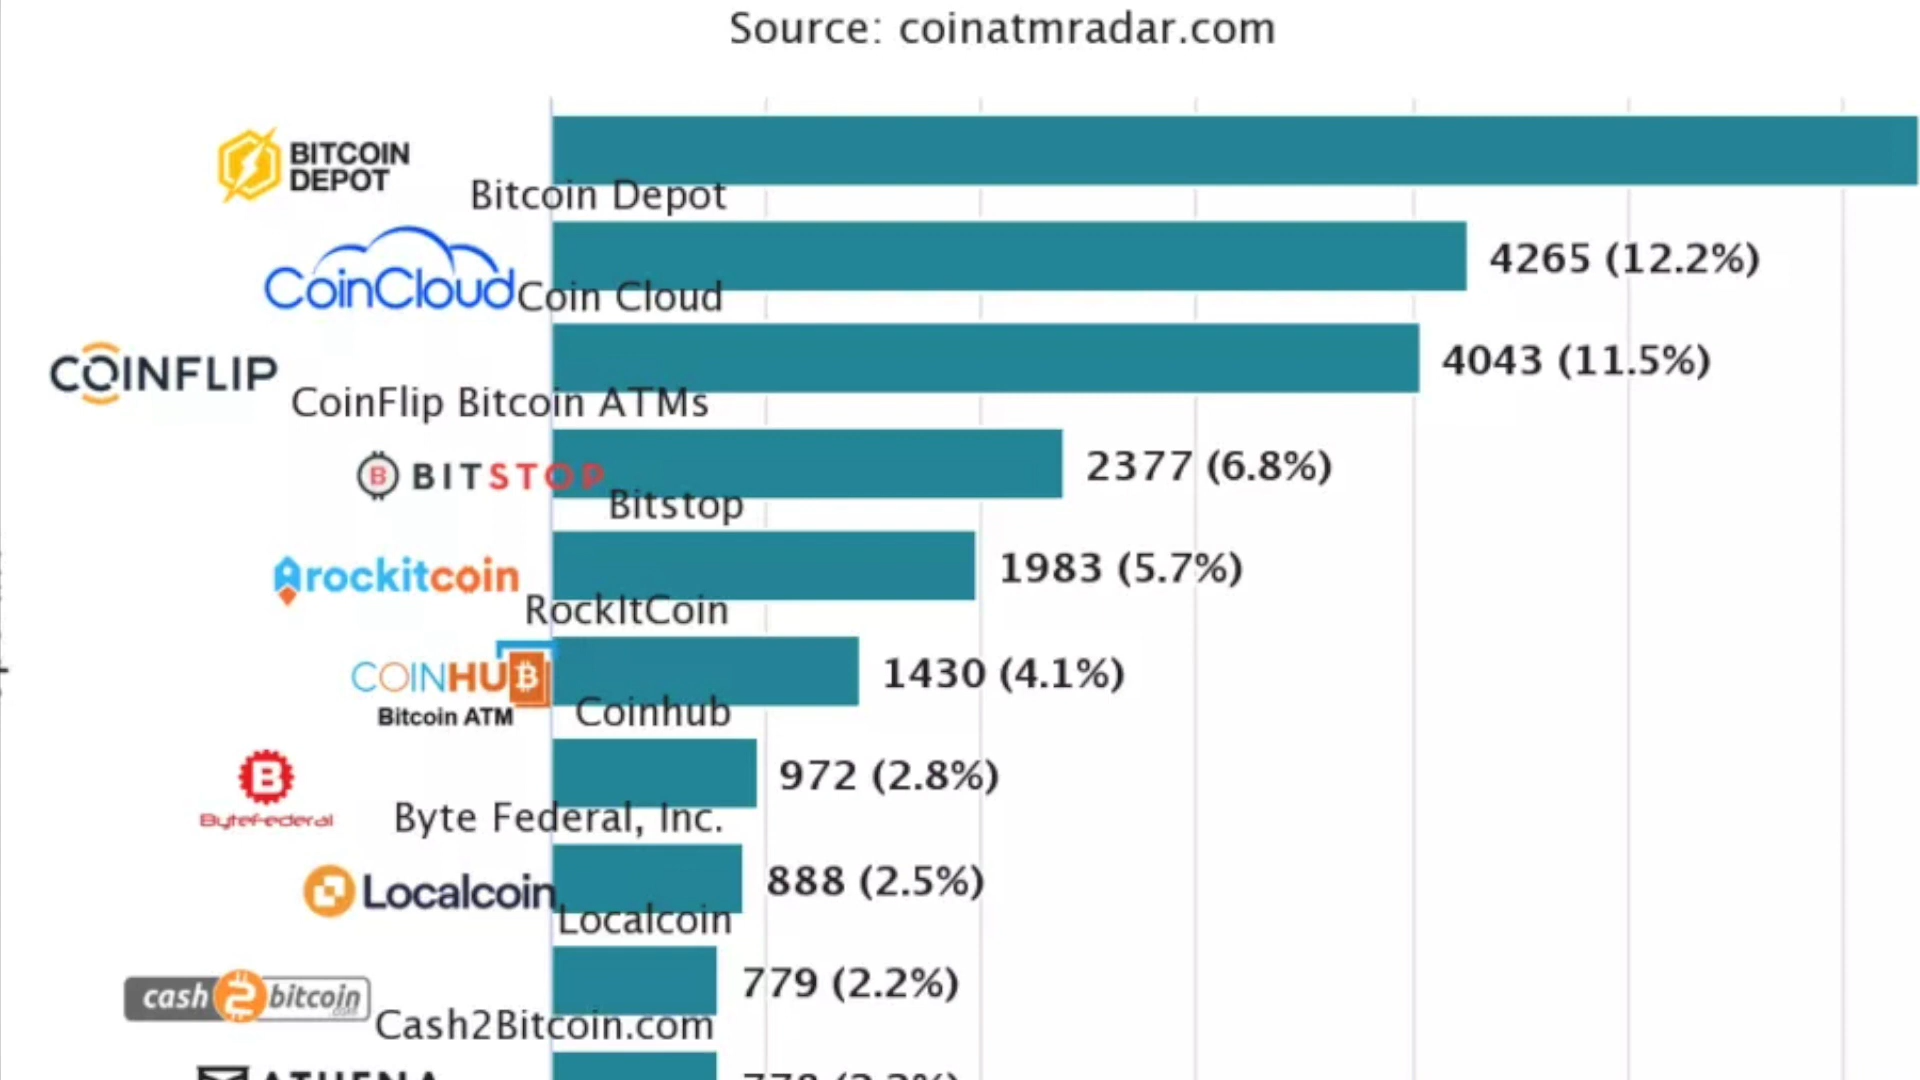 Source: coinatmradar.com
BITCOIN
DEPOT
Bitcoin Depot
CoinCloud
Coin Cloud
4265 (12.2%)
COINFLIP
CoinFlip Bitcoin ATMs
4043 (11.5%)
BITSTOP
Bitstop
2377 (6.8%)
rockitcoin
RockItCoin
1983 (5.7%)
COINHUB
Bitcoin ATM
Coinhub
1430 (4.1%)
ByteFederal
Byte Federal, Inc.
972 (2.8%)
Localcoin
Localcoin
888 (2.5%)
cash2bitcoin
Cash2Bitcoin.com
779 (2.2%)
ATHENA